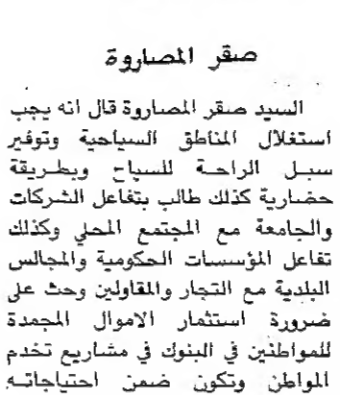 صقر المصاروة
السيد صقر المصاروة قال انه يجب
استغلال المناطق السياحية وتوفير
سبل الراحة للسياح وبطريقة
حضارية كذلك طالب بتفاعل الشركات
والجامعة مع المجتمع المحلي وكذلك
تفاعل المؤسسات الحكومية والمجالس
البلدية مع التجار والمقاولين وحث على
ضرورة استثمار الاموال المجمدة
للمواطنين في البنوك في مشاريع تخدم
المواطن وتكون ضمن احتياجاته